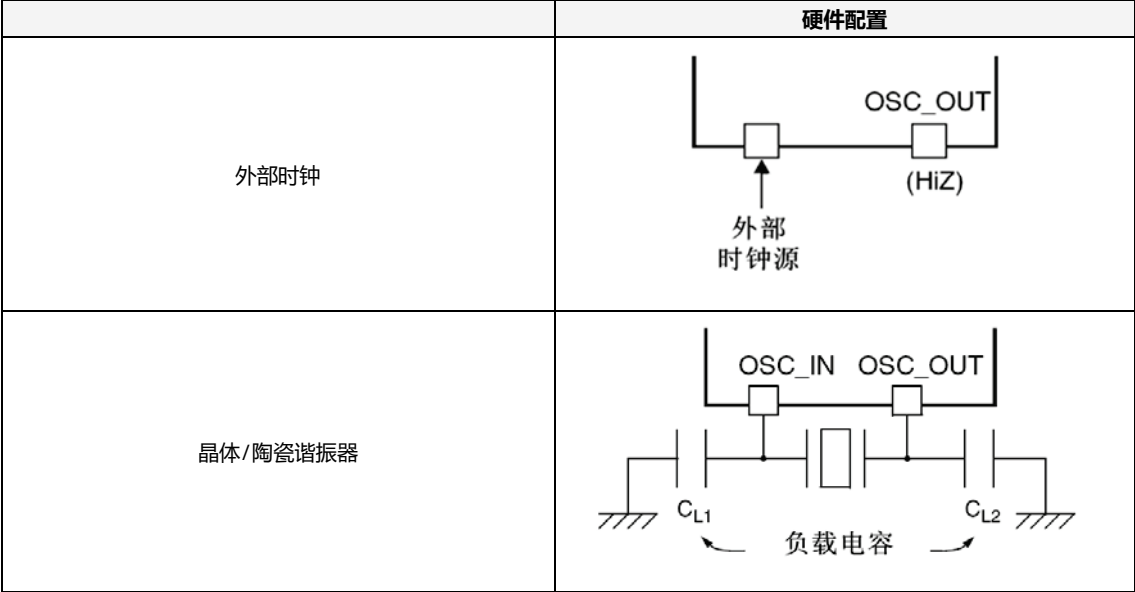 硬件配置
外部时钟
OSC_OUT
(HiZ)
外部
时钟源
晶体/陶瓷谐振器
OSC_IN OSC_OUT
CL1
CL2
负载电容